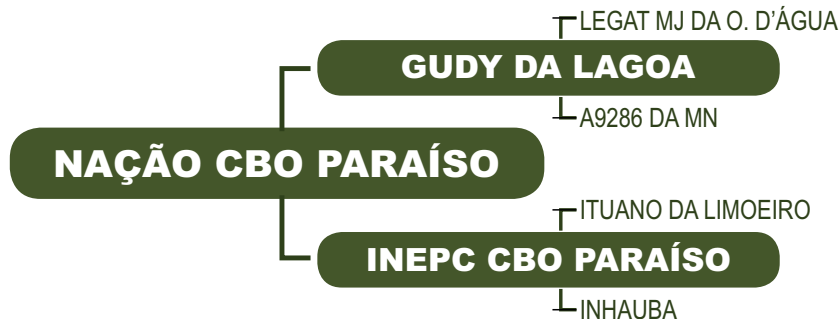 LEGAT MJ DA O. D’ÁGUA
GUDY DA LAGOA
A9286 DA MN
NAÇÃO CBO PARAÍSO
ITUANO DA LIMOEIRO
INEPC CBO PARAÍSO
INHAUBA